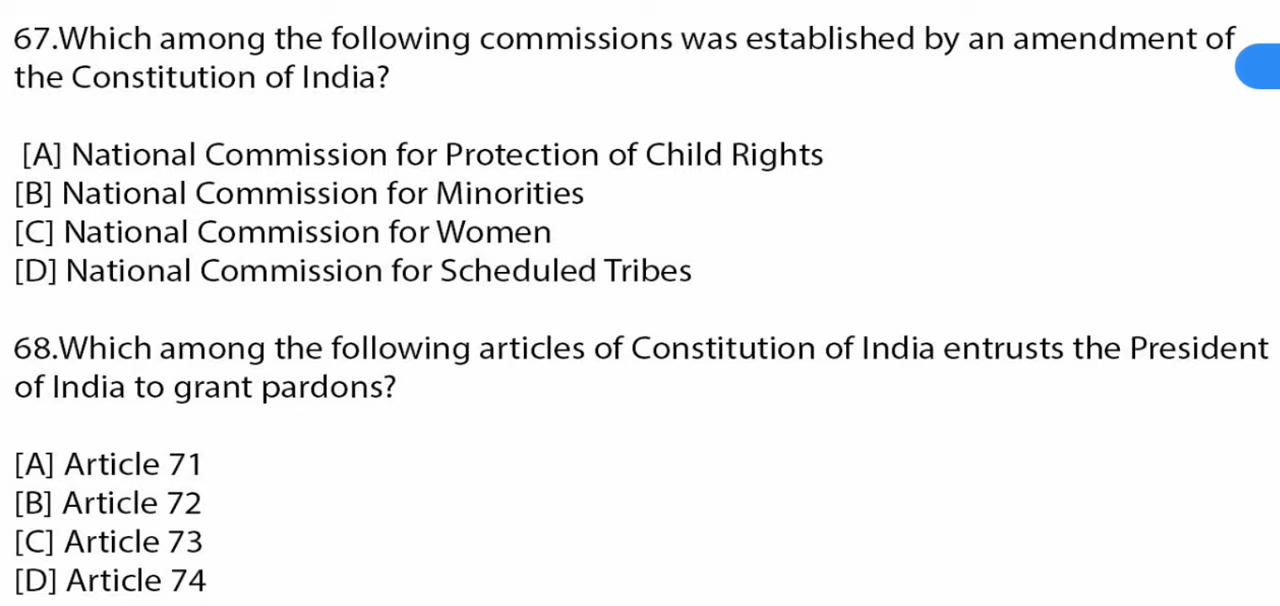 67.Which among the following commissions was established by an amendment of
the Constitution of India?
[A] National Commission for Protection of Child Rights
[B] National Commission for Minorities
[C] National Commission for Women
[D] National Commission for Scheduled Tribes
68.Which among the following articles of Constitution of India entrusts the President
of India to grant pardons?
[A] Article 71
[B] Article 72
[C] Article 73
[D] Article 74